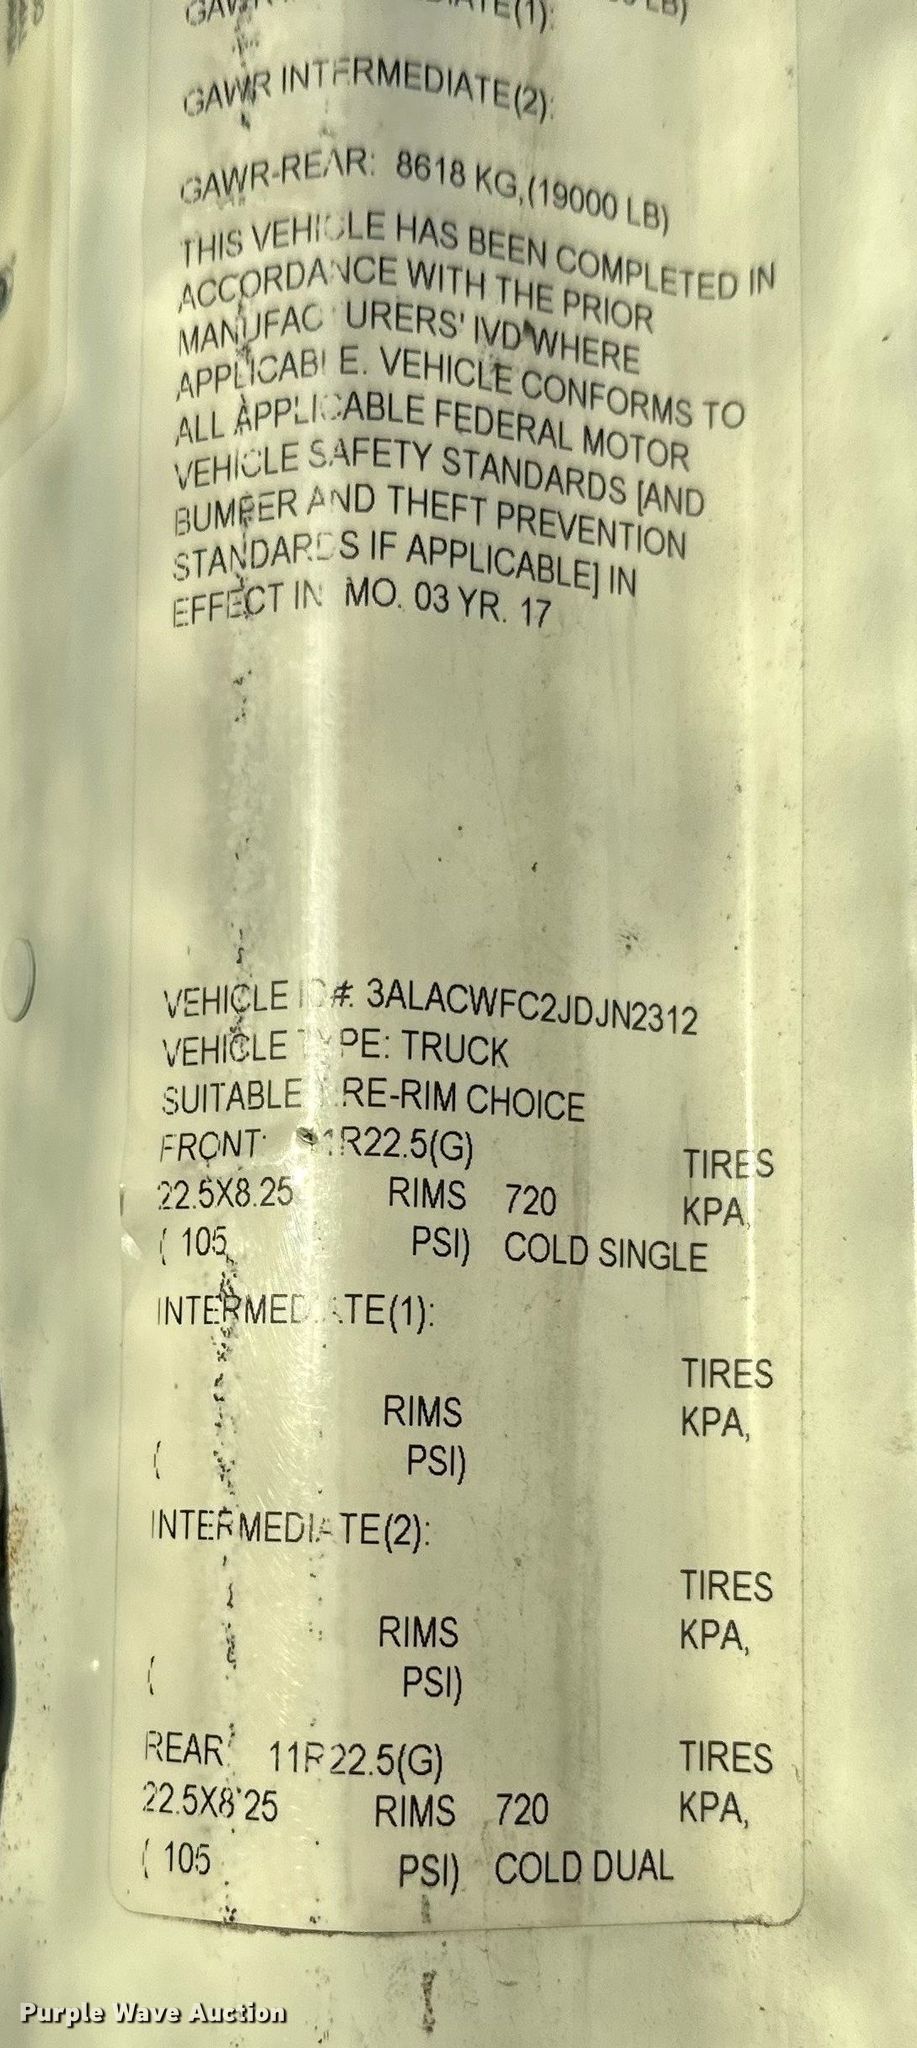 GAWR INTERMEDIATE(1):
GAWR INTERMEDIATE(2):
GAWR-REAR: 8618 KG,(19000 LB)
THIS VEHICLE HAS BEEN COMPLETED IN
ACCORDANCE WITH THE PRIOR
MANUFACTURERS' IVD WHERE
APPLICABLE. VEHICLE CONFORMS TO
ALL APPLICABLE FEDERAL MOTOR
VEHICLE SAFETY STANDARDS [AND
BUMPER AND THEFT PREVENTION
STANDARDS IF APPLICABLE] IN
EFFECT IN MO. 03 YR. 17
VEHICLE ID#: 3ALACWFC2JDJN2312
VEHICLE TYPE: TRUCK
SUITABLE TIRE-RIM CHOICE
FRONT: 11R22.5(G) TIRES
22.5X8.25 RIMS 720 KPA,
( 105 PSI) COLD SINGLE
INTERMEDIATE(1):
TIRES
RIMS KPA,
( PSI)
INTERMEDIATE(2):
TIRES
RIMS KPA,
( PSI)
REAR: 11R22.5(G) TIRES
22.5X8.25 RIMS 720 KPA,
( 105 PSI) COLD DUAL
Purple Wave Auction